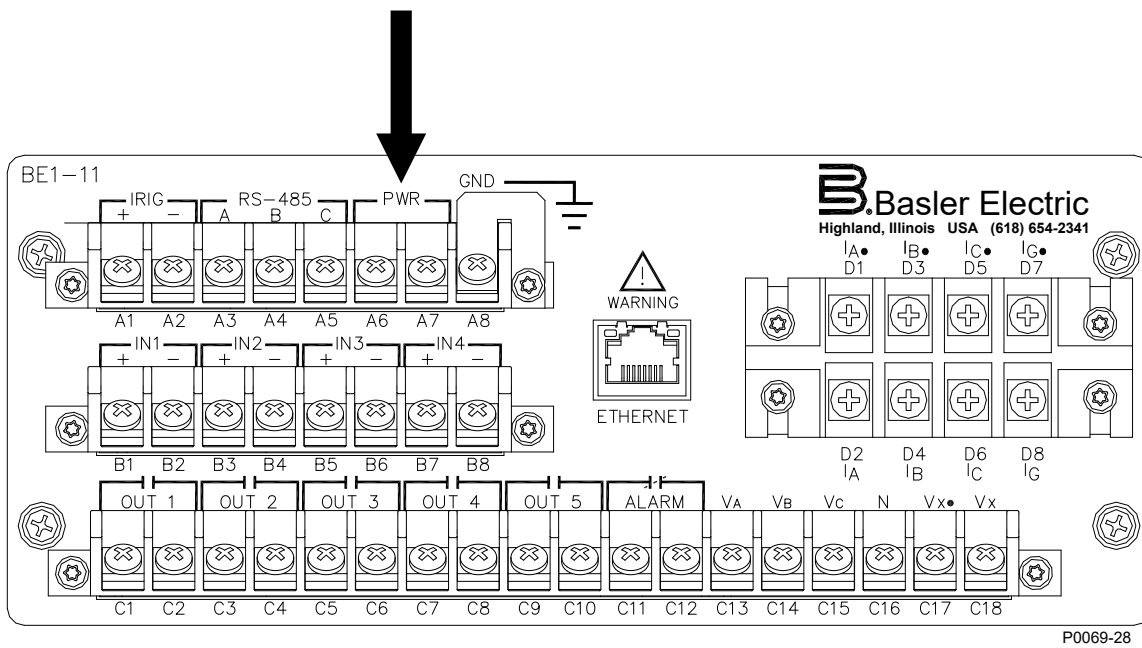 BE1-11
IRIG RS-485 PWR GND
+ - A B C
A1 A2 A3 A4 A5 A6 A7 A8
IN1 IN2 IN3 IN4
+ - + - + - + -
B1 B2 B3 B4 B5 B6 B7 B8
WARNING
ETHERNET
Basler Electric
Highland, Illinois USA (618) 654-2341
IA• IB• IC• IG•
D1 D3 D5 D7
D2 D4 D6 D8
IA IB IC IG
OUT 1 OUT 2 OUT 3 OUT 4 OUT 5 ALARM VA VB VC N VX• VX
C1 C2 C3 C4 C5 C6 C7 C8 C9 C10 C11 C12 C13 C14 C15 C16 C17 C18
P0069-28